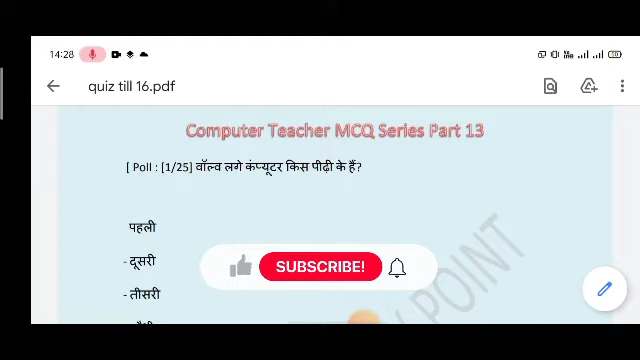 14:28
quiz till 16.pdf
Computer Teacher MCQ Series Part 13
[ Poll : [1/25] वॉल्व लगे कंप्यूटर किस पीढ़ी के हैं?
पहली
- दूसरी
SUBSCRIBE!
- तीसरी
POINT